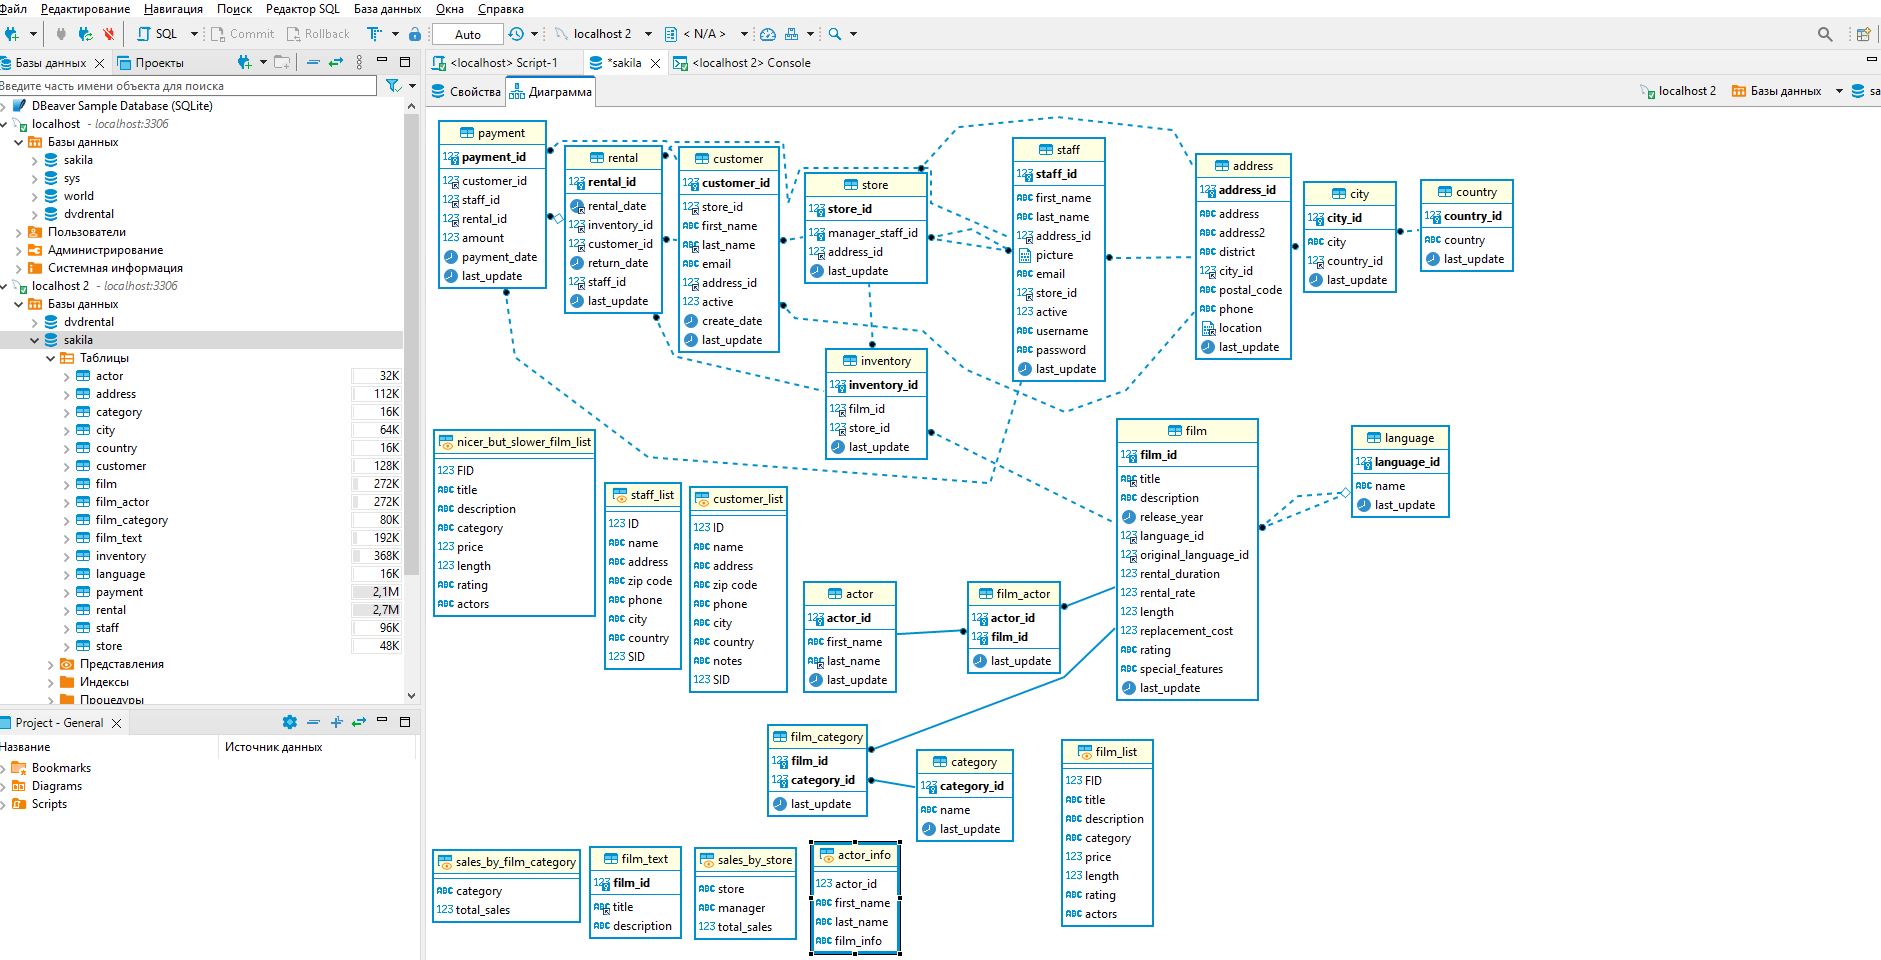 Файл Редактирование Навигация Поиск Редактор SQL База данных Окна Справка
SQL Commit Rollback Auto localhost 2 < N/A >
Базы данных Проекты
Введите часть имени объекта для поиска
DBeaver Sample Database (SQLite)
localhost - localhost:3306
Базы данных
sakila
sys
world
dvdrental
Пользователи
Администрирование
Системная информация
localhost 2 - localhost:3306
Базы данных
dvdrental
sakila
Таблицы
actor 32K
address 112K
category 16K
city 64K
country 16K
customer 128K
film 272K
film_actor 272K
film_category 80K
film_text 192K
inventory 368K
language 16K
payment 2,1M
rental 2,7M
staff 96K
store 48K
Представления
Индексы
Процедуры
Project - General
Название Источник данных
Bookmarks
Diagrams
Scripts
<localhost> Script-1 *sakila <localhost 2> Console
Свойства Диаграмма
localhost 2 Базы данных sa
payment
payment_id
customer_id
staff_id
rental_id
amount
payment_date
last_update
rental
rental_id
rental_date
inventory_id
customer_id
return_date
staff_id
last_update
customer
customer_id
store_id
first_name
last_name
email
address_id
active
create_date
last_update
store
store_id
manager_staff_id
address_id
last_update
staff
staff_id
first_name
last_name
address_id
picture
email
store_id
active
username
password
last_update
address
address_id
address
address2
district
city_id
postal_code
phone
location
last_update
city
city_id
city
country_id
last_update
country
country_id
country
last_update
inventory
inventory_id
film_id
store_id
last_update
nicer_but_slower_film_list
FID
title
description
category
price
length
rating
actors
staff_list
ID
name
address
zip code
phone
city
country
SID
customer_list
ID
name
address
zip code
phone
city
country
notes
SID
film
film_id
title
description
release_year
language_id
original_language_id
rental_duration
rental_rate
length
replacement_cost
rating
special_features
last_update
language
language_id
name
last_update
actor
actor_id
first_name
last_name
last_update
film_actor
actor_id
film_id
last_update
film_category
film_id
category_id
last_update
category
category_id
name
last_update
film_list
FID
title
description
category
price
length
rating
actors
sales_by_film_category
category
total_sales
film_text
film_id
title
description
sales_by_store
store
manager
total_sales
actor_info
actor_id
first_name
last_name
film_info